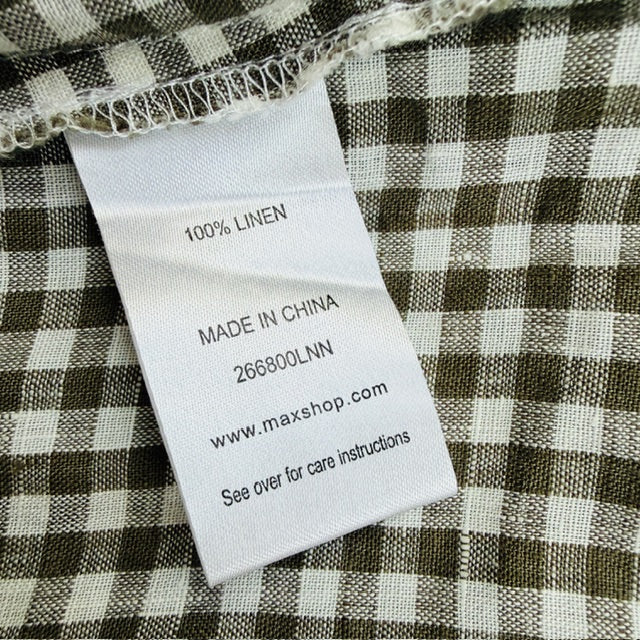 100% LINEN
MADE IN CHINA
266800LNN
www.maxshop.com
See over for care instructions